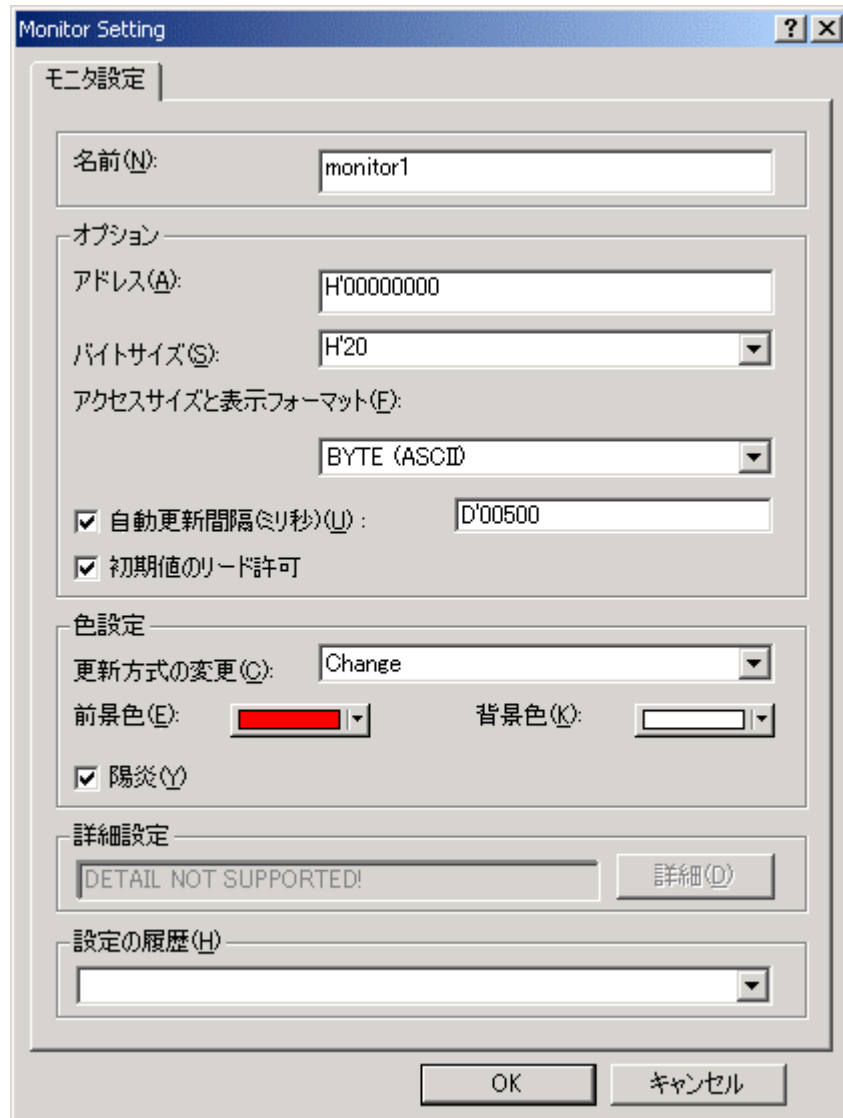 Monitor Setting
モニタ設定
名前(N): monitor1
オプション
アドレス(A): H'00000000
バイトサイズ(S): H'20
アクセスサイズと表示フォーマット(F):
BYTE (ASCII)
自動更新間隔(ミリ秒)(U) : D'00500
初期値のリード許可
色設定
更新方式の変更(C): Change
前景色(E): 背景色(K):
陽炎(Y)
詳細設定
DETAIL NOT SUPPORTED! 詳細(D)
設定の履歴(H)
OK キャンセル